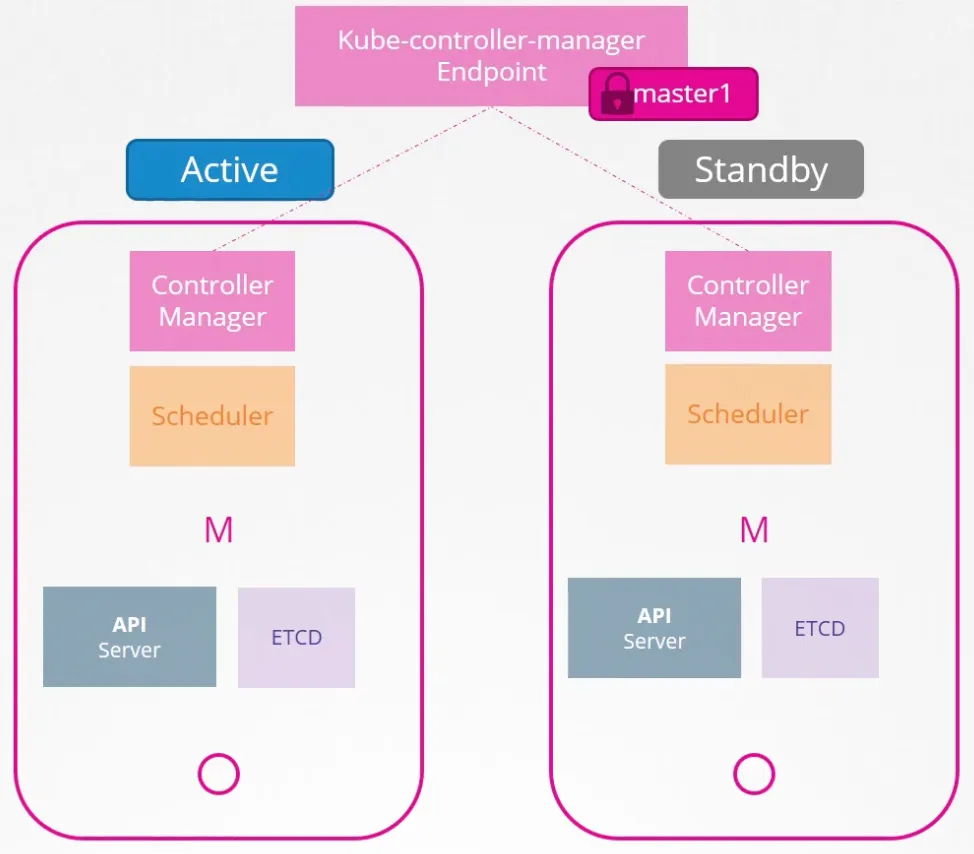 Kube-controller-manager
Endpoint
master1
Active
Standby
Controller
Manager
Scheduler
M
API
Server
ETCD
Controller
Manager
Scheduler
M
API
Server
ETCD